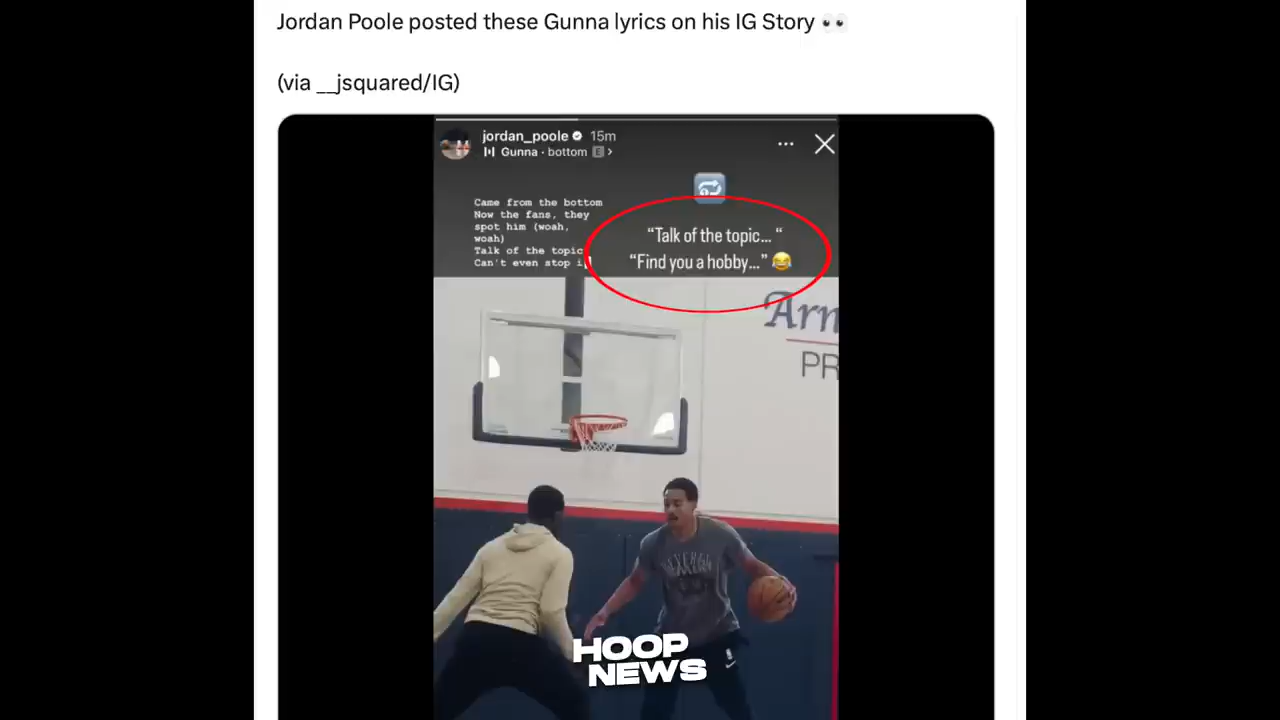 Jordan Poole posted these Gunna lyrics on his IG Story 👀
(via __jsquared/IG)
jordan_poole 15m
Gunna · bottom E >
Came from the bottom
Now the fans, they
spot him (woah,
woah)
Talk of the topic
Can't even stop i
“Talk of the topic... “
“Find you a hobby...” 😂
Arn
PR
HOOP
NEWS